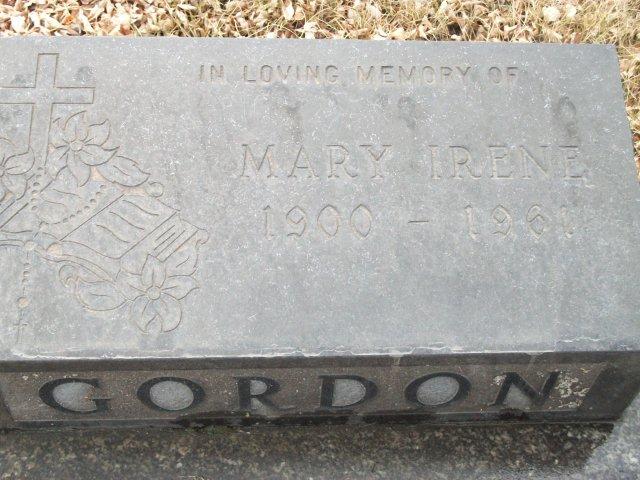 IN LOVING MEMORY OF
MARY IRENE
1900 - 1961
GORDON